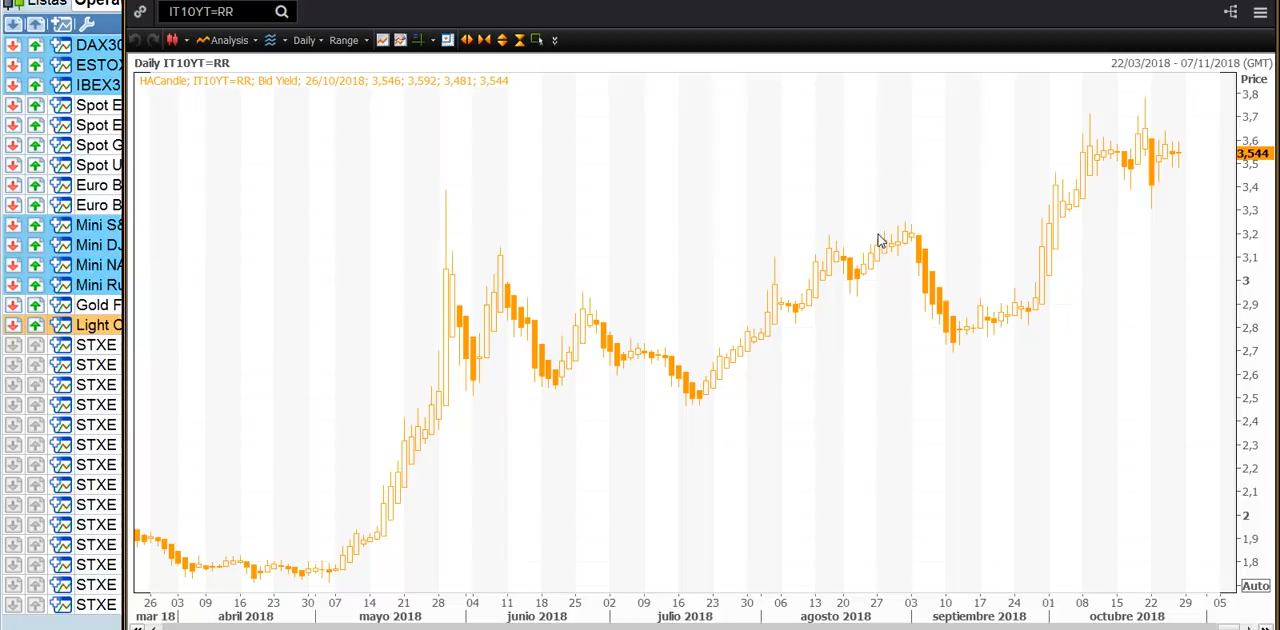 Listas Opera
IT10YT=RR
Analysis Daily Range
Daily IT10YT=RR 22/03/2018 - 07/11/2018 (GMT)
HACandle; IT10YT=RR; Bid Yield; 26/10/2018; 3,546; 3,592; 3,481; 3,544
Price
DAX30
ESTOX
IBEX3
Spot E
Spot E
Spot G
Spot U
Euro B
Euro B
Mini S&
Mini DJ
Mini NA
Mini Ru
Gold F
Light C
STXE
STXE
STXE
STXE
STXE
STXE
STXE
STXE
STXE
STXE
STXE
STXE
STXE
STXE
3,8
3,7
3,6
3,544
3,5
3,4
3,3
3,2
3,1
3
2,9
2,8
2,7
2,6
2,5
2,4
2,3
2,2
2,1
2
1,9
1,8
Auto
26 03 09 16 23 30 07 14 21 28 04 11 18 25 02 09 16 23 30 06 13 20 27 03 10 17 24 01 08 15 22 29 05
mar 18 abril 2018 mayo 2018 junio 2018 julio 2018 agosto 2018 septiembre 2018 octubre 2018